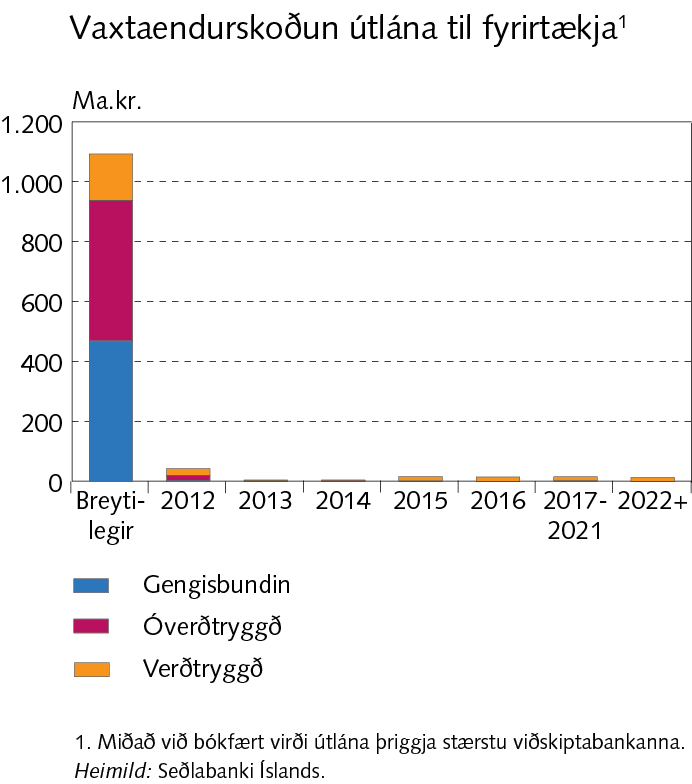 Vaxtaendurskoðun útlána til fyrirtækja¹
Ma.kr.
1.200
1.000
800
600
400
200
0
Breyti-
legir
2012
2013
2014
2015
2016
2017-
2021
2022+
Gengisbundin
Óverðtryggð
Verðtryggð
1. Miðað við bókfært virði útlána þriggja stærstu viðskiptabankanna.
Heimild: Seðlabanki Íslands.